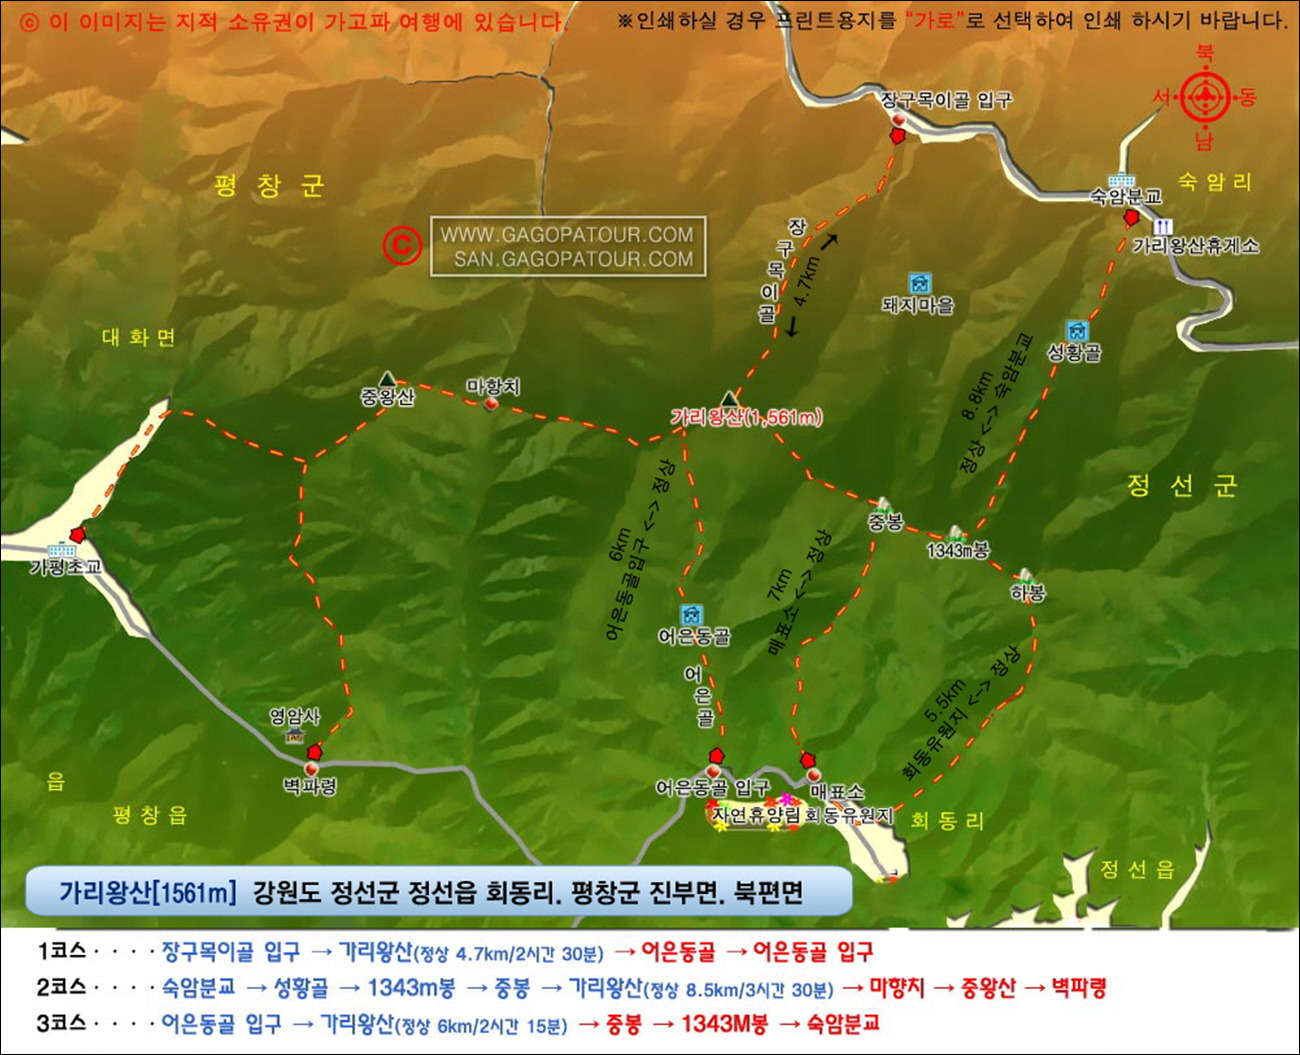 ⓒ 이 이미지는 지적 소유권이 가고파 여행에 있습니다.
※인쇄하실 경우 프린트용지를 "가로"로 선택하여 인쇄 하시기 바랍니다.
북
서 동
남
장구목이골 입구
평 창 군
숙 암 리
숙암분교
가리왕산휴게소
ⓒ
WWW.GAGOPATOUR.COM
SAN.GAGOPATOUR.COM
장구목이골
4.7km
돼지마을
대 화 면
성황골
중왕산
마항치
가리왕산(1,561m)
8.8km
정상 <-> 숙암분교
정 선 군
6km
어은동골입구 <-> 정상
7km
매표소 <-> 정상
중봉
1343m봉
하봉
가평초교
어은동골
어은골
5.5km
회동유원지 <-> 정상
영암사
벽파령
읍
평 창 읍
어은동골 입구
매표소
자연휴양림
회동유원지
회 동 리
정 선 읍
가리왕산[1561m] 강원도 정선군 정선읍 회동리. 평창군 진부면. 북편면
1코스 · · · · 장구목이골 입구 → 가리왕산(정상 4.7km/2시간 30분) → 어은동골 → 어은동골 입구
2코스 · · · · 숙암분교 → 성황골 → 1343m봉 → 중봉 → 가리왕산(정상 8.5km/3시간 30분) → 마향치 → 중왕산 → 벽파령
3코스 · · · · 어은동골 입구 → 가리왕산(정상 6km/2시간 15분) → 중봉 → 1343M봉 → 숙암분교